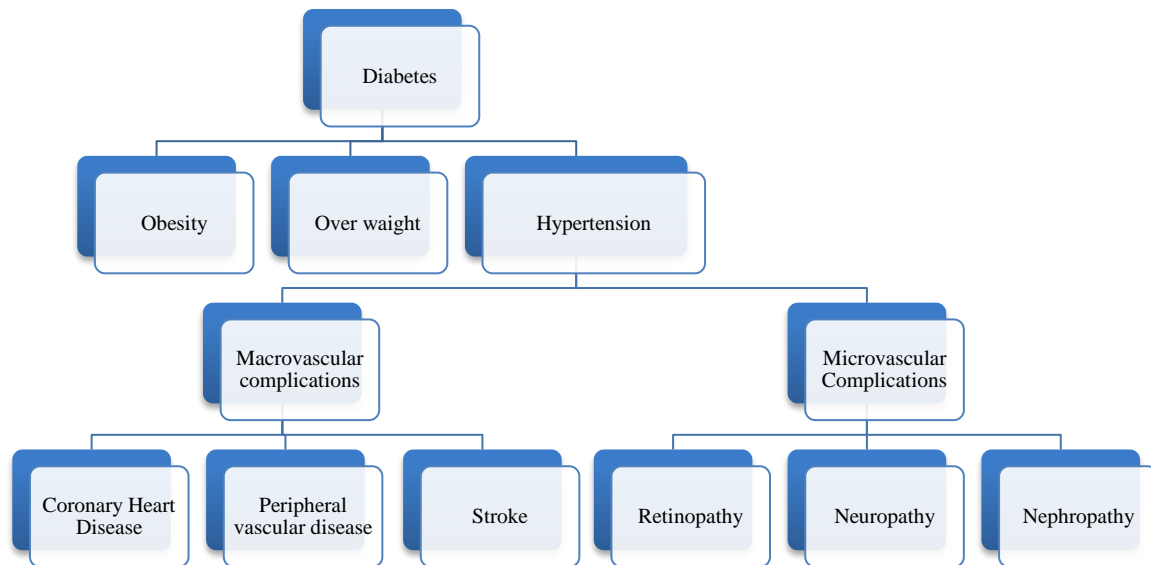 Diabetes
Obesity
Over waight
Hypertension
Macrovascular
complications
Microvascular
Complications
Coronary Heart
Disease
Peripheral
vascular disease
Stroke
Retinopathy
Neuropathy
Nephropathy